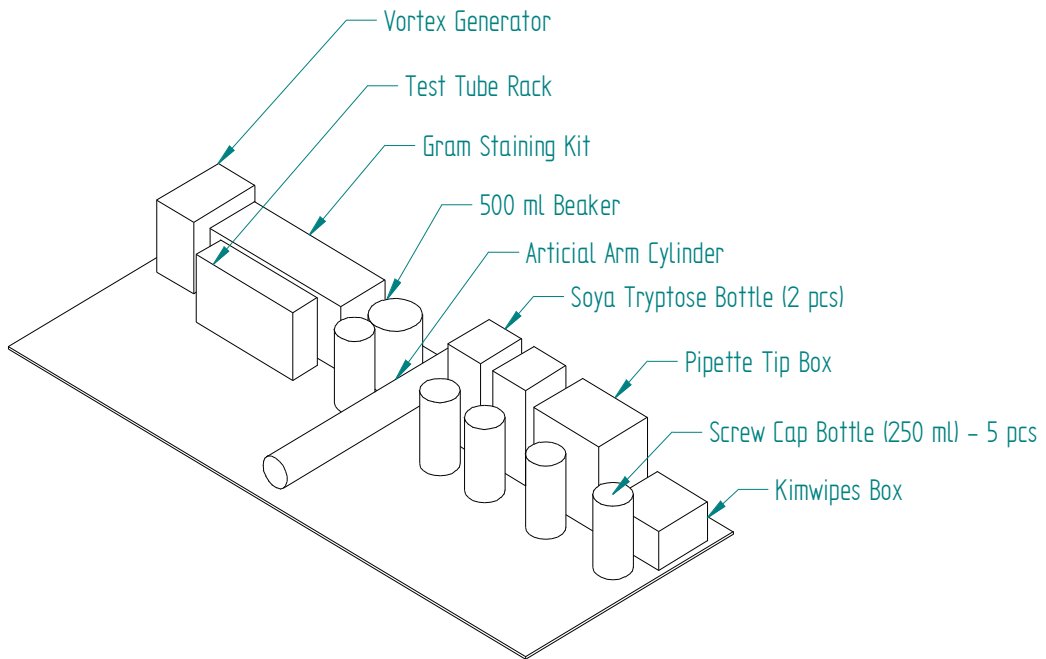 Vortex Generator
Test Tube Rack
Gram Staining Kit
500 ml Beaker
Articial Arm Cylinder
Soya Tryptose Bottle (2 pcs)
Pipette Tip Box
Screw Cap Bottle (250 ml) - 5 pcs
Kimwipes Box